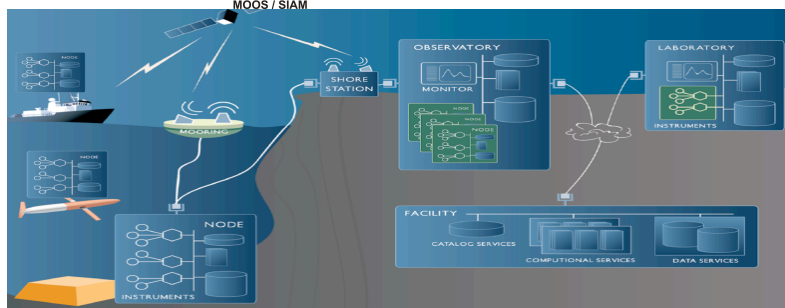 MOOS / SIAM
NODE
OBSERVATORY
MONITOR
NODE
NODE
NODE
LABORATORY
INSTRUMENTS
SHORE
STATION
MOORING
NODE
NODE
INSTRUMENTS
FACILITY
CATALOG SERVICES
COMPUTIONAL SERVICES
DATA SERVICES